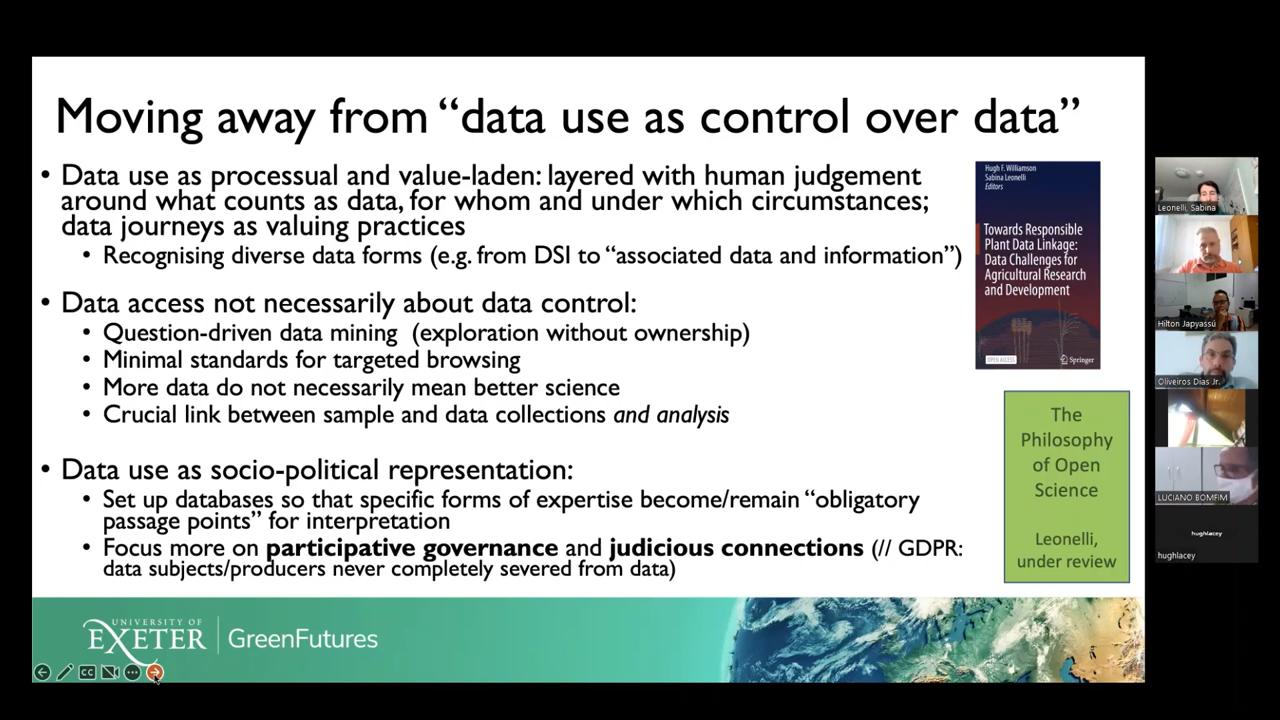 Moving away from “data use as control over data”
• Data use as processual and value-laden: layered with human judgement
around what counts as data, for whom and under which circumstances;
data journeys as valuing practices
• Recognising diverse data forms (e.g. from DSI to “associated data and information”)
• Data access not necessarily about data control:
• Question-driven data mining (exploration without ownership)
• Minimal standards for targeted browsing
• More data do not necessarily mean better science
• Crucial link between sample and data collections and analysis
• Data use as socio-political representation:
• Set up databases so that specific forms of expertise become/remain “obligatory
passage points” for interpretation
• Focus more on participative governance and judicious connections (// GDPR:
data subjects/producers never completely severed from data)
Hugh F. Williamson
Sabina Leonelli
Editors
Towards Responsible
Plant Data Linkage:
Data Challenges for
Agricultural Research
and Development
OPEN ACCESS
Springer
The
Philosophy
of Open
Science
Leonelli,
under review
UNIVERSITY OF
EXETER
GreenFutures
CC
Leonelli, Sabina
Hilton Japyassú
Oliveiros Dias Jr.
LUCIANO BOMFIM
hughlacey
hughlacey